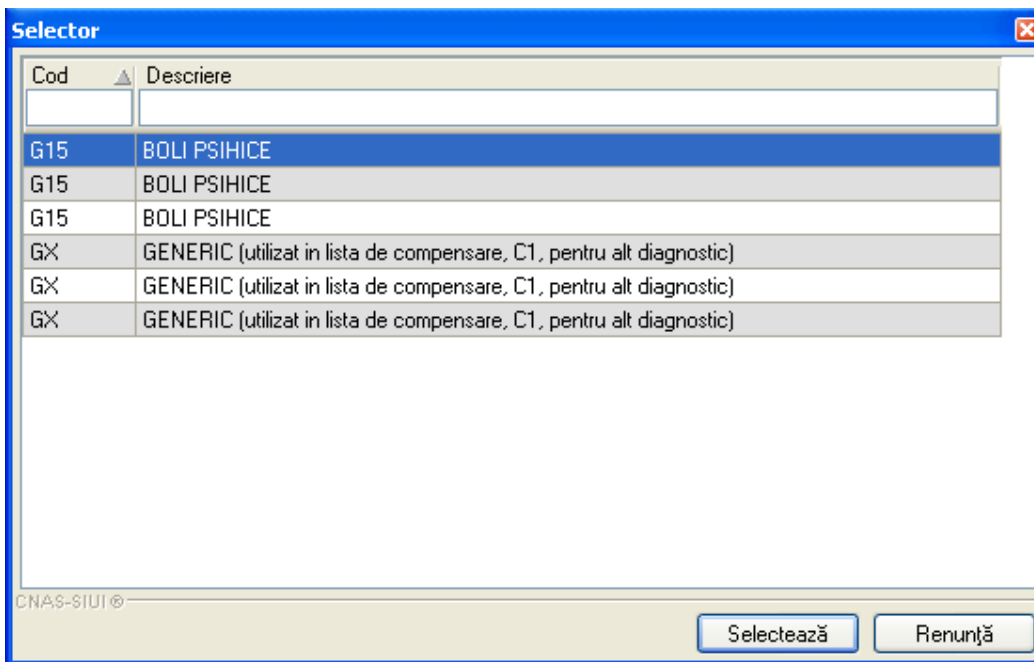 Selector
Cod Descriere
G15 BOLI PSIHICE
G15 BOLI PSIHICE
G15 BOLI PSIHICE
GX GENERIC (utilizat in lista de compensare, C1, pentru alt diagnostic)
GX GENERIC (utilizat in lista de compensare, C1, pentru alt diagnostic)
GX GENERIC (utilizat in lista de compensare, C1, pentru alt diagnostic)
CNAS-SIUI ®
Selectează Renunţă